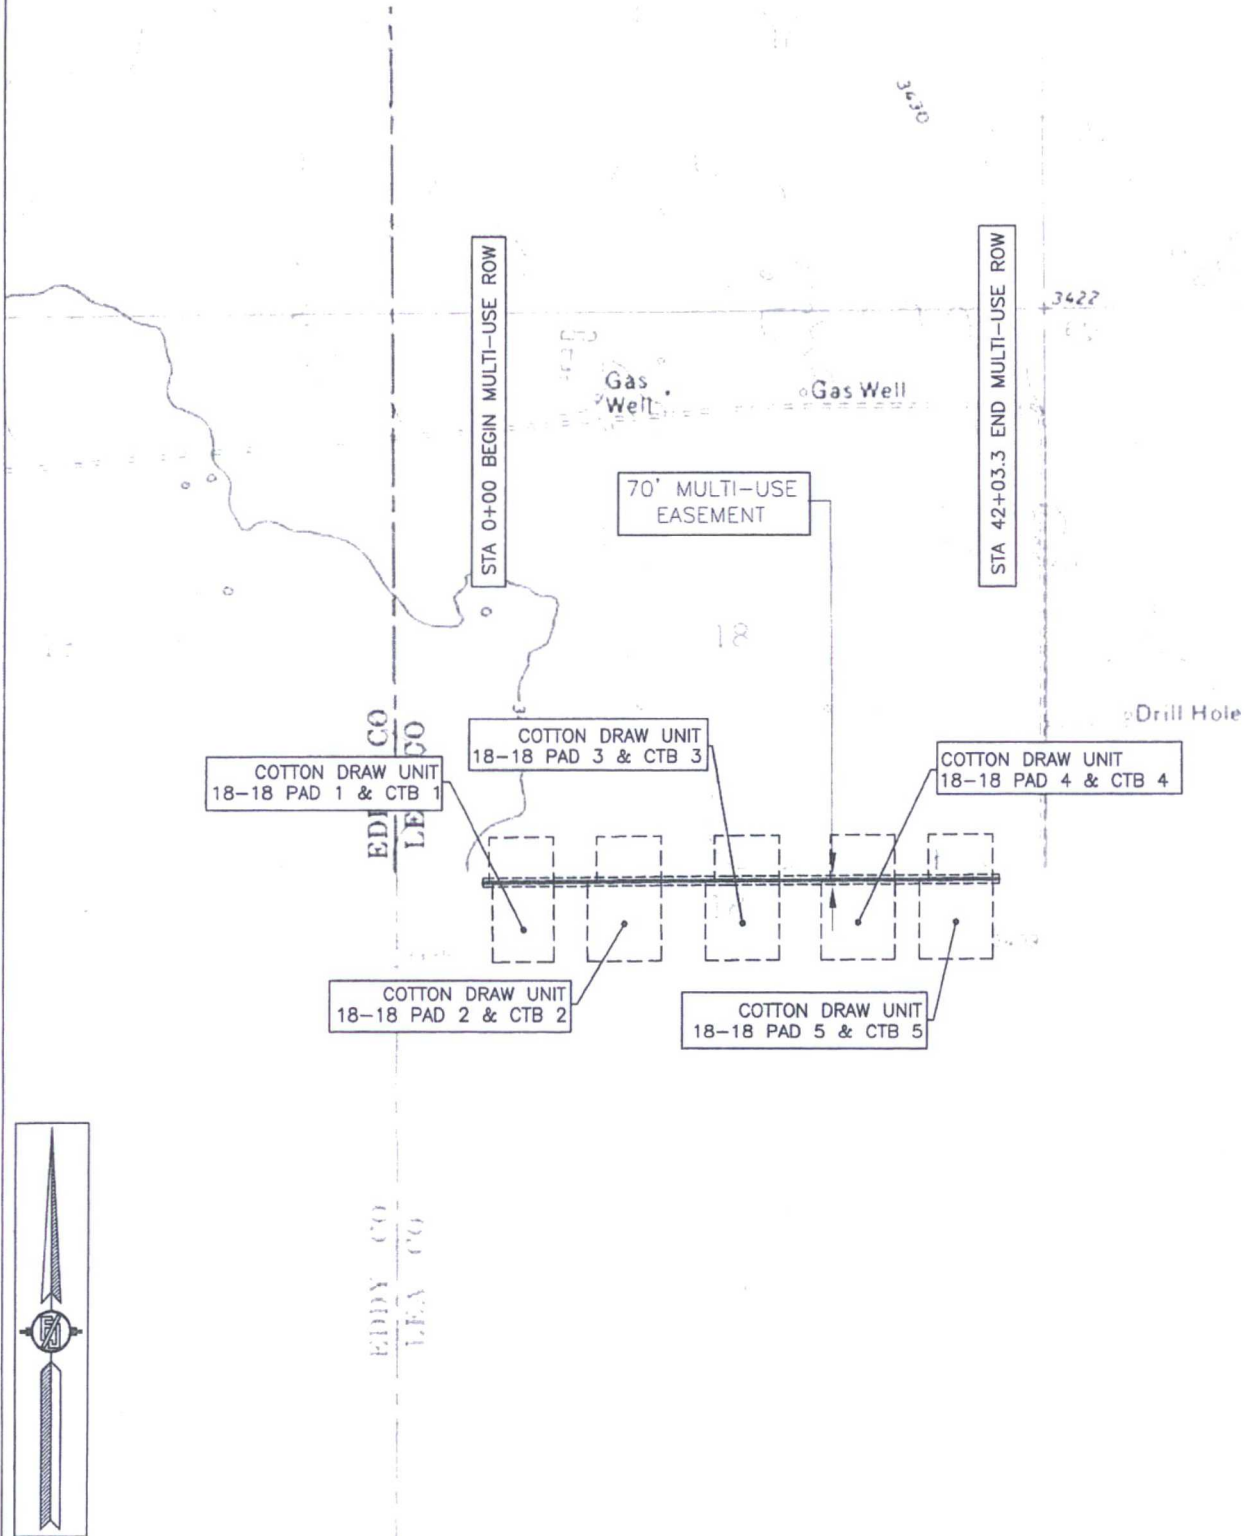 3430
STA 0+00 BEGIN MULTI-USE ROW
STA 42+03.3 END MULTI-USE ROW
3422
Gas
Well
Gas Well
70' MULTI-USE
EASEMENT
18
Drill Hole
EDDY CO
LEA CO
COTTON DRAW UNIT
18-18 PAD 3 & CTB 3
COTTON DRAW UNIT
18-18 PAD 4 & CTB 4
COTTON DRAW UNIT
18-18 PAD 1 & CTB 1
COTTON DRAW UNIT
18-18 PAD 2 & CTB 2
COTTON DRAW UNIT
18-18 PAD 5 & CTB 5
EDDY CO
LEA CO